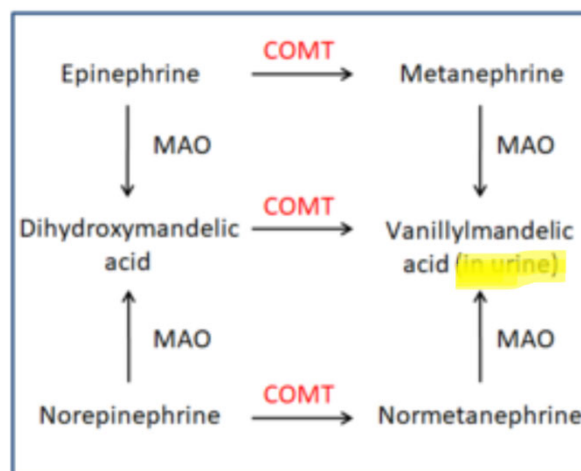 COMT
Epinephrine Metanephrine
MAO MAO
COMT
Dihydroxymandelic Vanillylmandelic
acid acid (in urine)
MAO MAO
COMT
Norepinephrine Normetanephrine